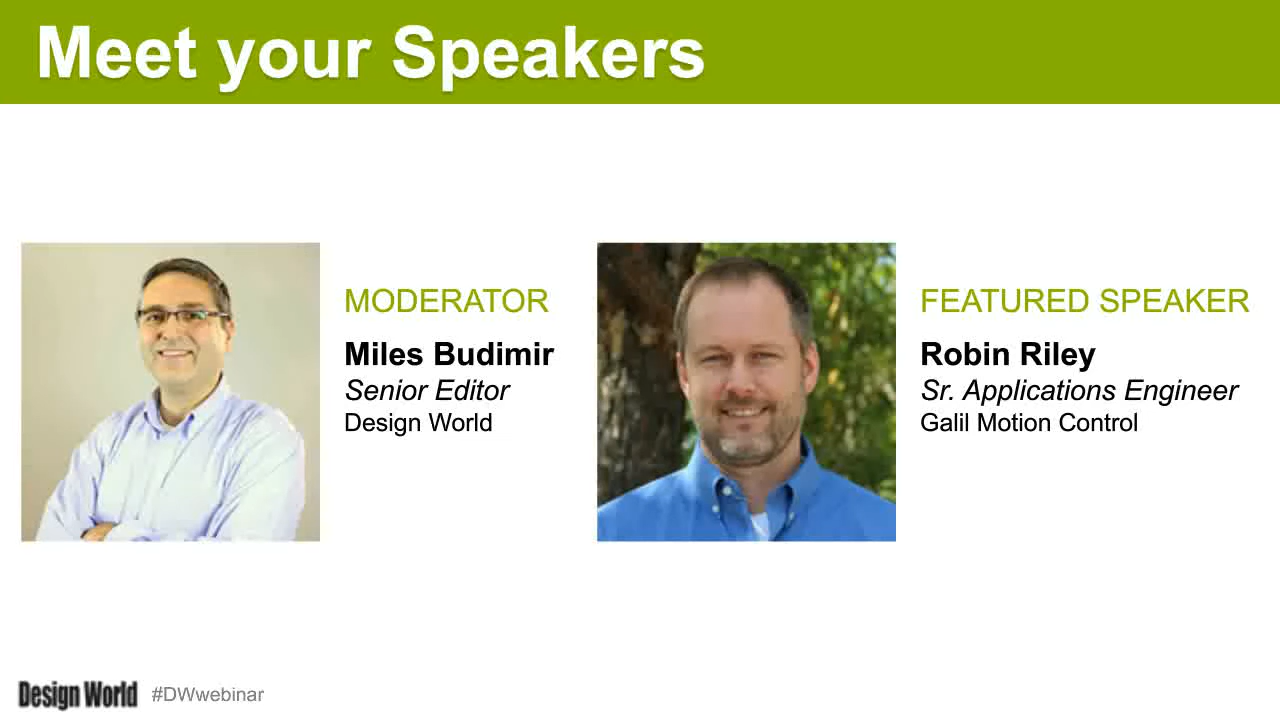 Meet your Speakers
MODERATOR
Miles Budimir
Senior Editor
Design World
FEATURED SPEAKER
Robin Riley
Sr. Applications Engineer
Galil Motion Control
Design World #DWwebinar